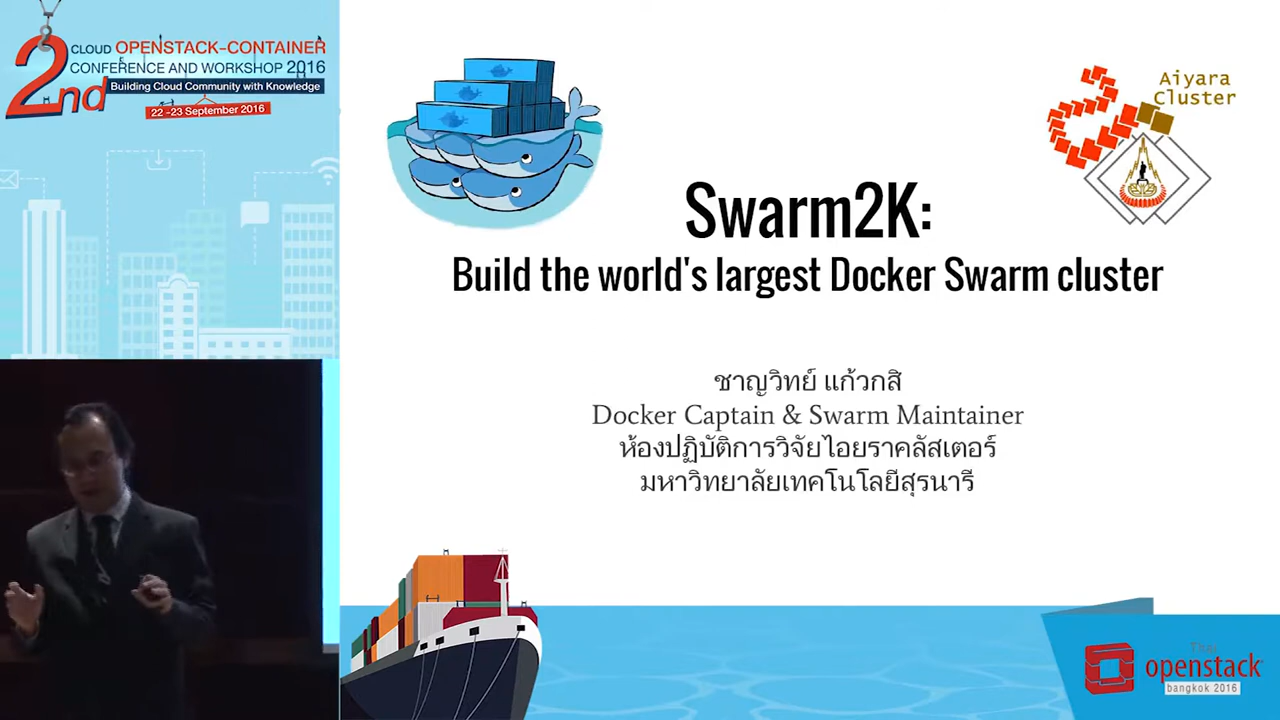 2nd
CLOUD OPENSTACK-CONTAINER
CONFERENCE AND WORKSHOP 2016
Building Cloud Community with Knowledge
22 -23 September 2016
Aiyara
Cluster
Swarm2K:
Build the world's largest Docker Swarm cluster
ชาญวิทย์ แก้วกสิ
Docker Captain & Swarm Maintainer
ห้องปฏิบัติการวิจัยไอยราคลัสเตอร์
มหาวิทยาลัยเทคโนโลยีสุรนารี
Thai
openstack
bangkok 2016